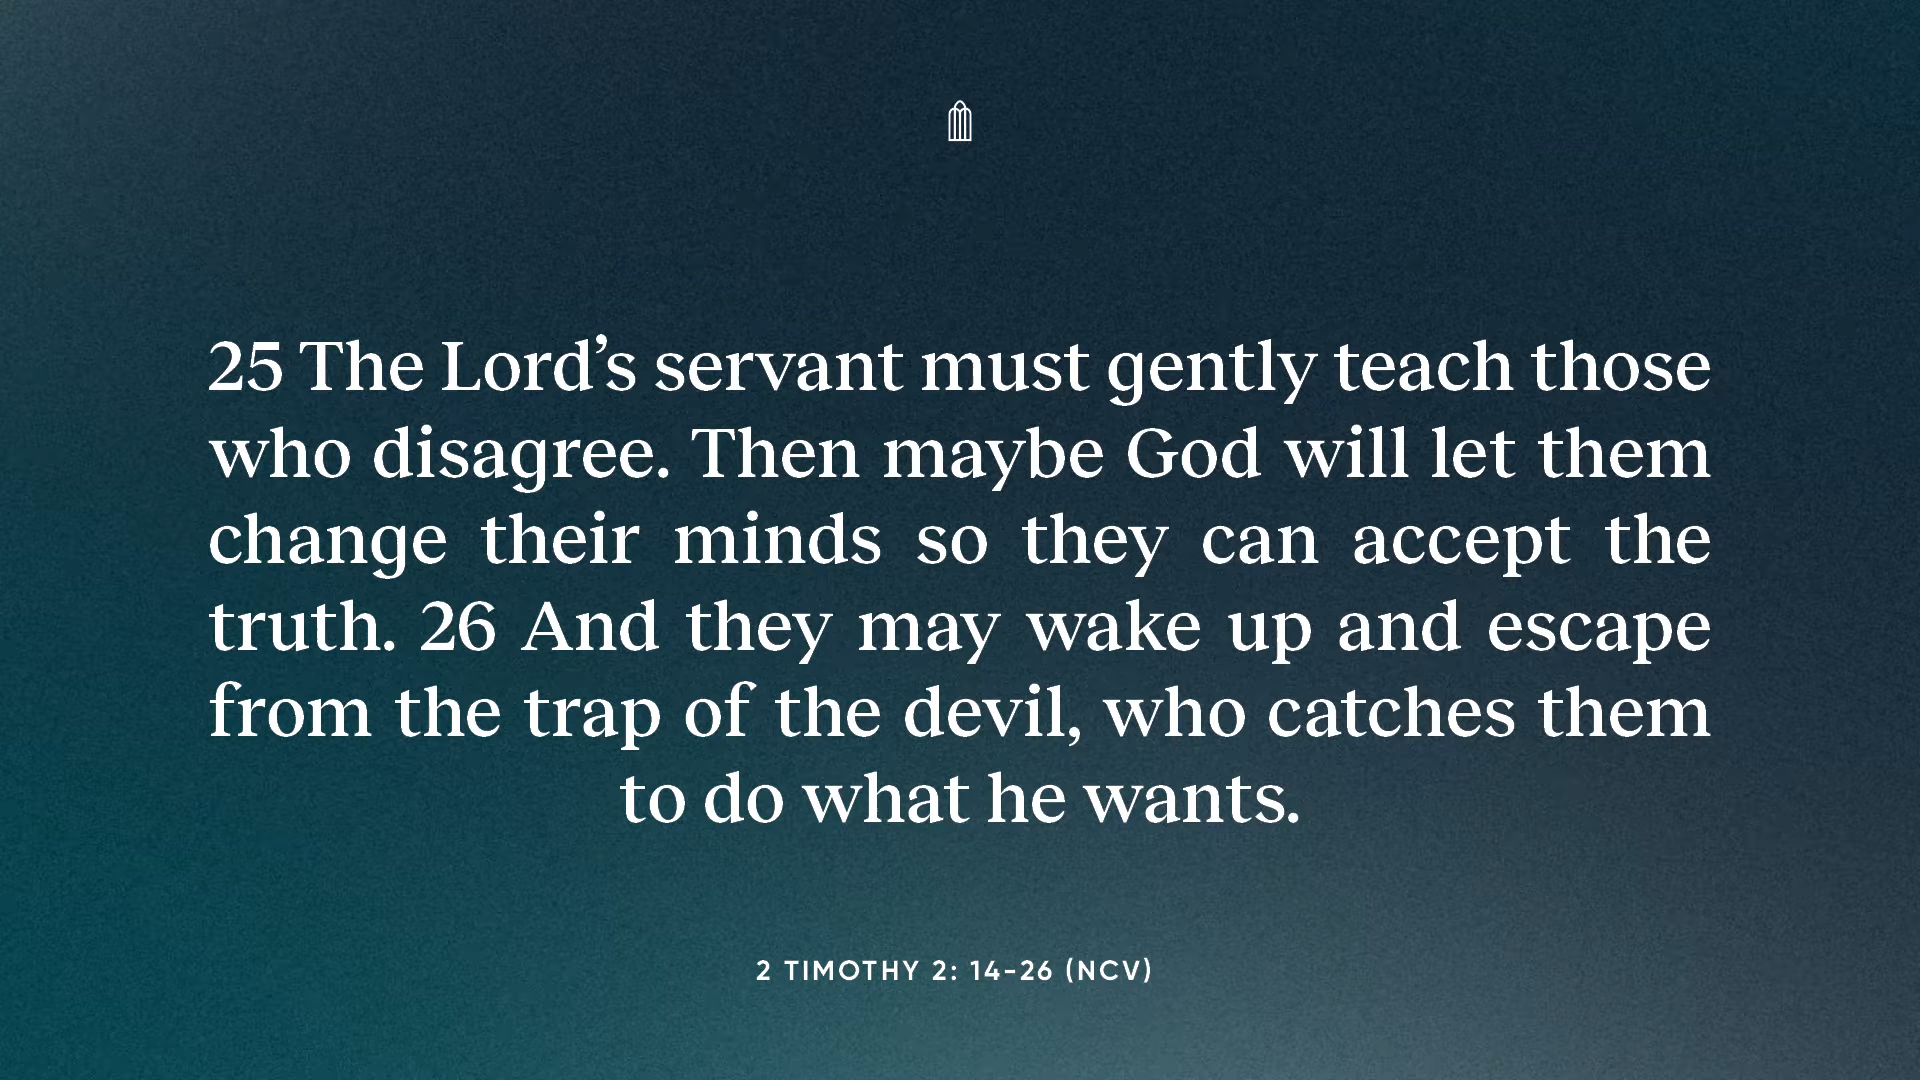 25 The Lord’s servant must gently teach those
who disagree. Then maybe God will let them
change their minds so they can accept the
truth. 26 And they may wake up and escape
from the trap of the devil, who catches them
to do what he wants.
2 TIMOTHY 2: 14-26 (NCV)